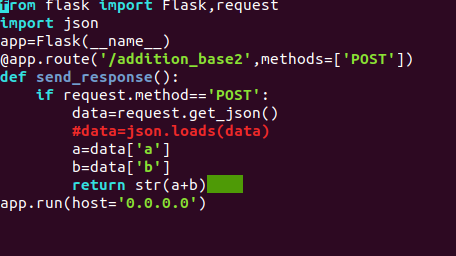 from flask import Flask,request
import json
app=Flask(__name__)
@app.route('/addition_base2',methods=['POST'])
def send_response():
    if request.method=='POST':
        data=request.get_json()
        #data=json.loads(data)
        a=data['a']
        b=data['b']
        return str(a+b)
app.run(host='0.0.0.0')